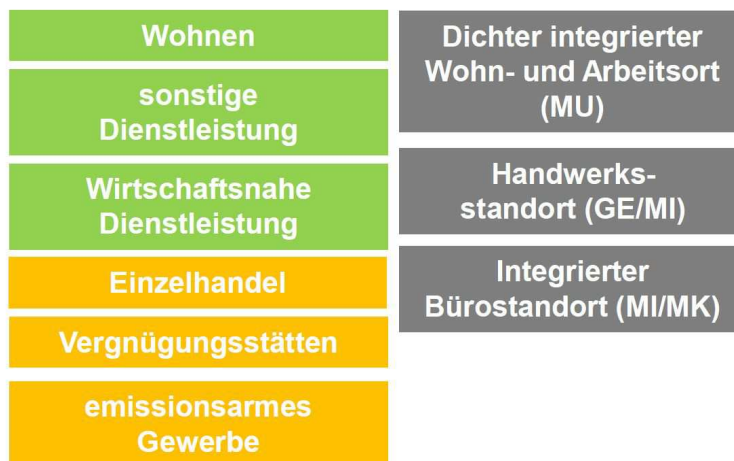 Wohnen
sonstige
Dienstleistung
Wirtschaftsnahe
Dienstleistung
Einzelhandel
Vergnügungsstätten
emissionsarmes
Gewerbe
Dichter integrierter
Wohn- und Arbeitsort
(MU)
Handwerks-
standort (GE/MI)
Integrierter
Bürostandort (MI/MK)